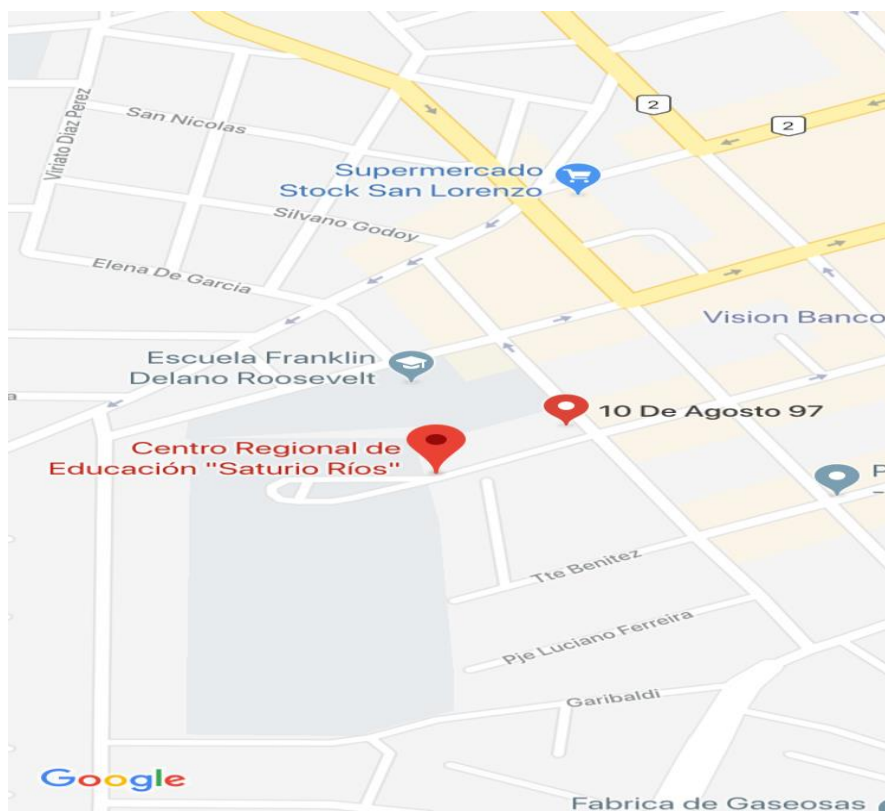 2
2
Viriato Diaz Perez
San Nicolas
Supermercado
Stock San Lorenzo
Silvano Godoy
Elena De Garcia
Vision Banco
Escuela Franklin
Delano Roosevelt
10 De Agosto 97
Centro Regional de
Educación "Saturio Ríos"
P
Tte Benitez
Pje Luciano Ferreira
Garibaldi
Google
Fabrica de Gaseosas